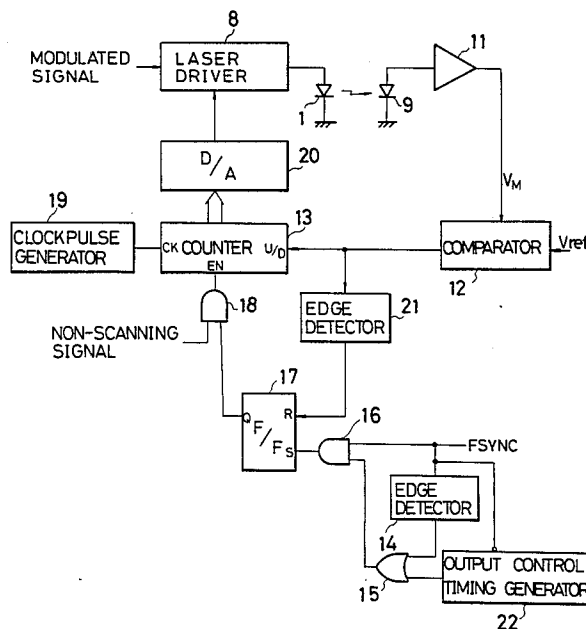 8
11
MODULATED
SIGNAL
LASER
DRIVER
1
9
D/A
20
VM
19
13
CLOCKPULSE
GENERATOR
CK COUNTER U/D
EN
COMPARATOR
Vref
12
18
EDGE
DETECTOR
21
NON-SCANNING
SIGNAL
17
Q
R
F/F
S
16
FSYNC
EDGE
DETECTOR
14
15
OUTPUT CONTROL
TIMING GENERATOR
22